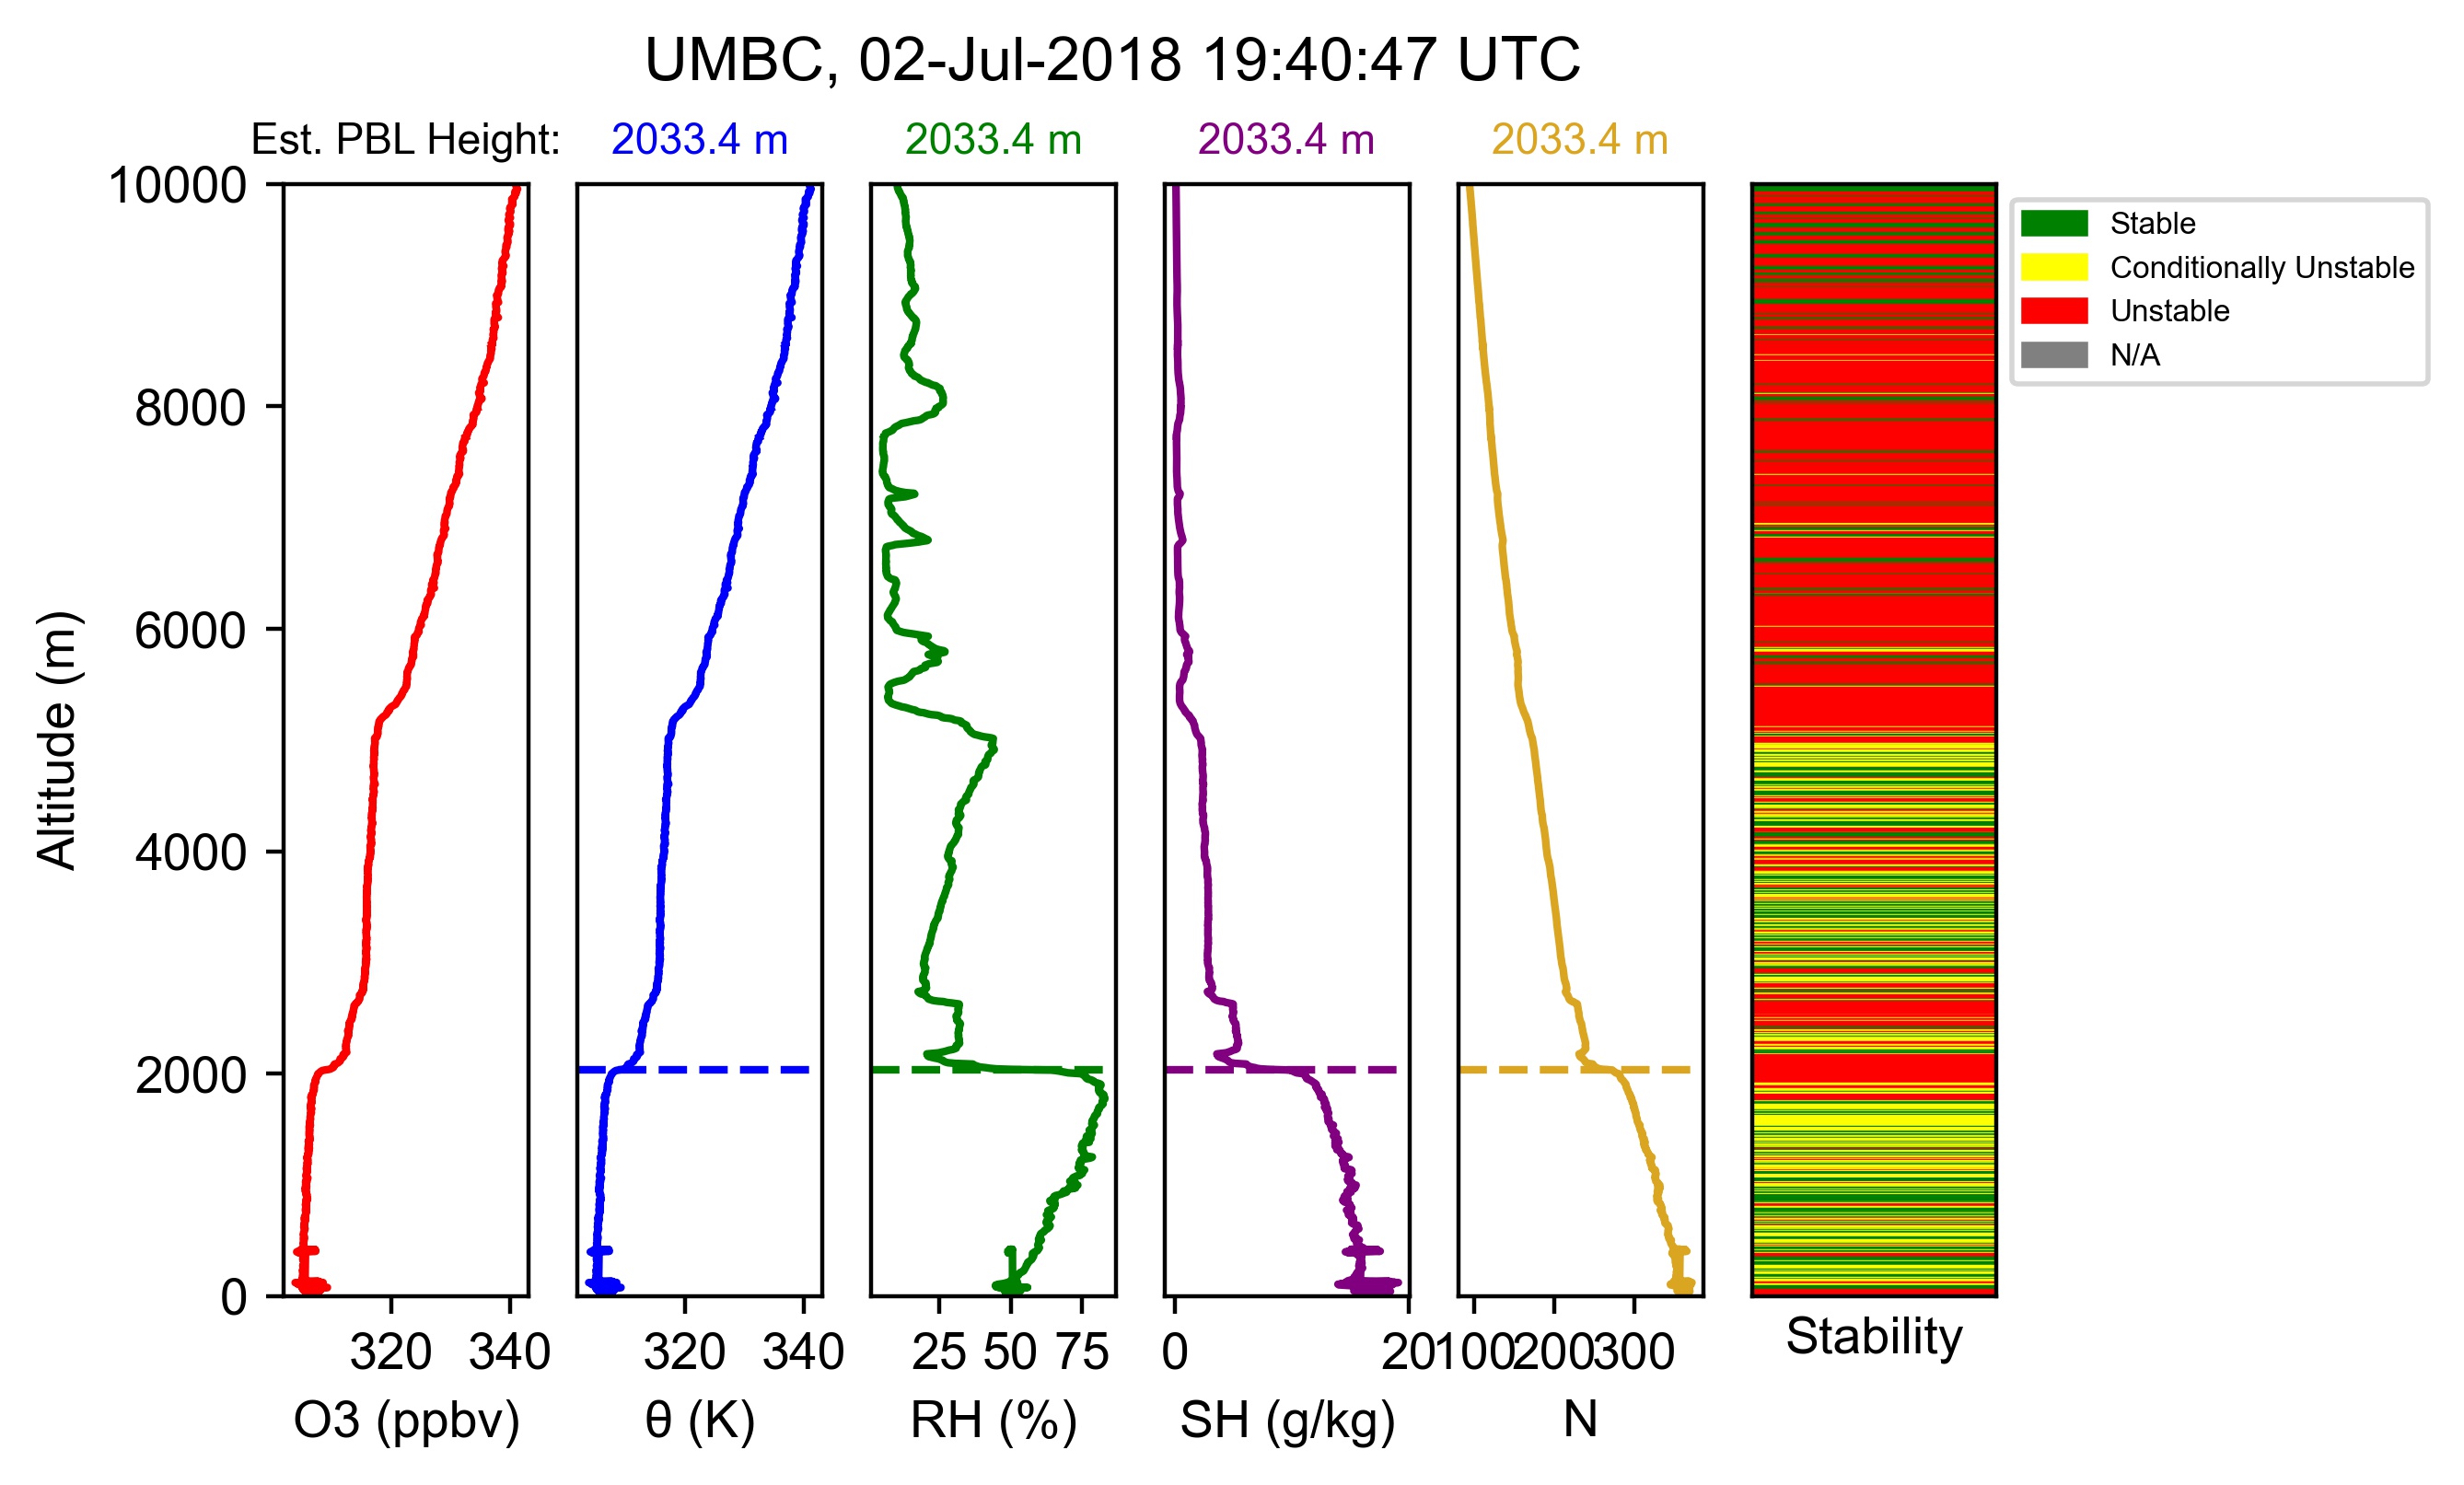 UMBC, 02-Jul-2018 19:40:47 UTC
Est. PBL Height: 2033.4 m 2033.4 m 2033.4 m 2033.4 m
10000
8000
6000
4000
2000
0
Altitude (m)
Stable
Conditionally Unstable
Unstable
N/A
320 340 320 340 25 50 75 0 20 100 200 300
Stability
O3 (ppbv) θ (K) RH (%) SH (g/kg) N